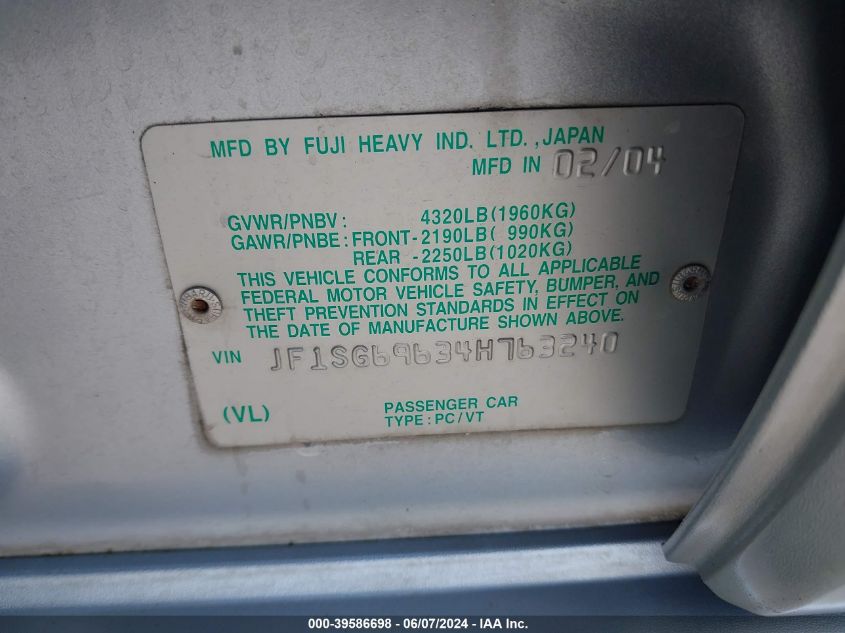 MFD BY FUJI HEAVY IND. LTD.,JAPAN
MFD IN 02/04
GVWR/PNBV: 4320LB(1960KG)
GAWR/PNBE: FRONT-2190LB( 990KG)
REAR -2250LB(1020KG)
THIS VEHICLE CONFORMS TO ALL APPLICABLE
FEDERAL MOTOR VEHICLE SAFETY, BUMPER, AND
THEFT PREVENTION STANDARDS IN EFFECT ON
THE DATE OF MANUFACTURE SHOWN ABOVE.
VIN JF1SG69634H763240
(VL) PASSENGER CAR
TYPE: PC/VT
000-39586698 - 06/07/2024 - IAA Inc.